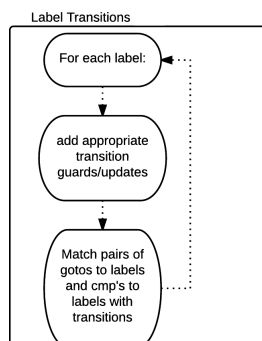 Label Transitions
For each label:
add appropriate
transition
guards/updates
Match pairs of
gotos to labels
and cmp's to
labels with
transitions